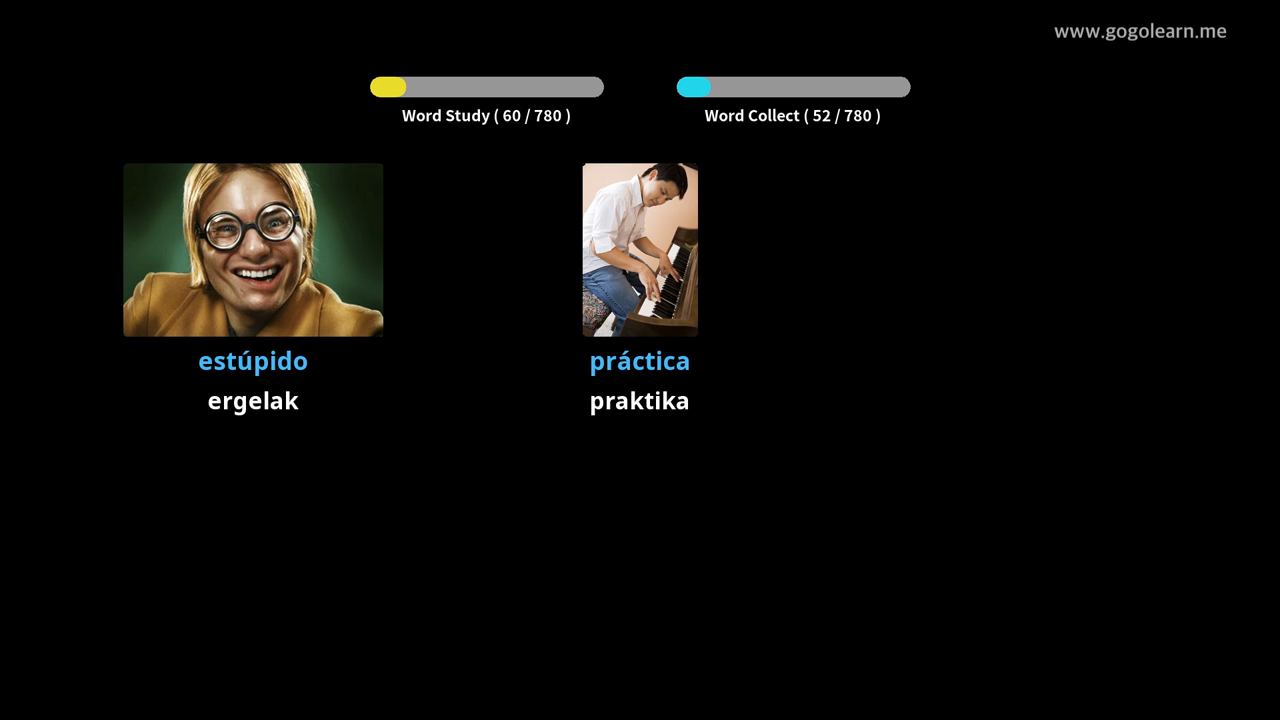 www.gogolearn.me
Word Study ( 60 / 780 )
Word Collect ( 52 / 780 )
estúpido
ergelak
práctica
praktika